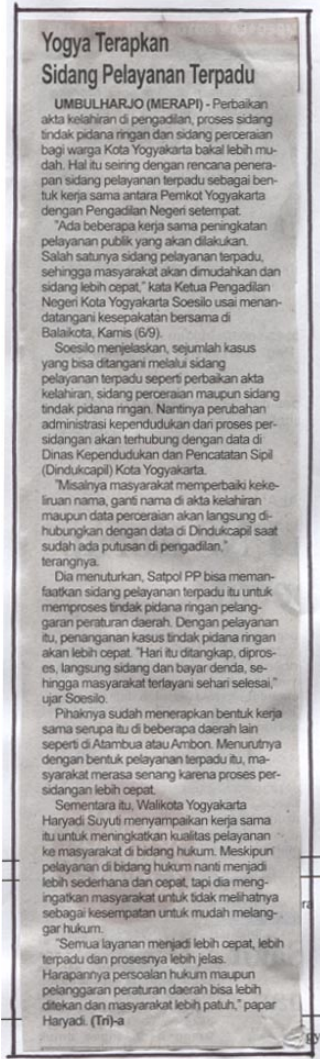 Yogya Terapkan
Sidang Pelayanan Terpadu
UMBULHARJO (MERAPI) - Perbaikan
akta kelahiran di pengadilan, proses sidang
tindak pidana ringan dan sidang perceraian
bagi warga Kota Yogyakarta bakal lebih mu-
dah. Hal itu seiring dengan rencana penera-
pan sidang pelayanan terpadu sebagai ben-
tuk kerja sama antara Pemkot Yogyakarta
dengan Pengadilan Negeri setempat.
"Ada beberapa kerja sama peningkatan
pelayanan publik yang akan dilakukan.
Salah satunya sidang pelayanan terpadu,
sehingga masyarakat akan dimudahkan dan
sidang lebih cepat," kata Ketua Pengadilan
Negeri Kota Yogyakarta Soesilo usai menan-
datangani kesepakatan bersama di
Balaikota, Kamis (6/9).
Soesilo menjelaskan, sejumlah kasus
yang bisa ditangani melalui sidang
pelayanan terpadu seperti perbaikan akta
kelahiran, sidang perceraian maupun sidang
tindak pidana ringan. Nantinya perubahan
administrasi kependudukan dari proses per-
sidangan akan terhubung dengan data di
Dinas Kependudukan dan Pencatatan Sipil
(Dindukcapil) Kota Yogyakarta.
"Misalnya masyarakat memperbaiki keke-
liruan nama, ganti nama di akta kelahiran
maupun data perceraian akan langsung di-
hubungkan dengan data di Dindukcapil saat
sudah ada putusan di pengadilan,"
terangnya.
Dia menuturkan, Satpol PP bisa meman-
faatkan sidang pelayanan terpadu itu untuk
memproses tindak pidana ringan pelang-
garan peraturan daerah. Dengan pelayanan
itu, penanganan kasus tindak pidana ringan
akan lebih cepat. "Hari itu ditangkap, dipros-
es, langsung sidang dan bayar denda, se-
hingga masyarakat terlayani sehari selesai,"
ujar Soesilo.
Pihaknya sudah menerapkan bentuk kerja
sama serupa itu di beberapa daerah lain
seperti di Atambua atau Ambon. Menurutnya
dengan bentuk pelayanan terpadu itu, ma-
syarakat merasa senang karena proses per-
sidangan lebih cepat.
Sementara itu, Walikota Yogyakarta
Haryadi Suyuti menyampaikan kerja sama
itu untuk meningkatkan kualitas pelayanan
ke masyarakat di bidang hukum. Meskipun
pelayanan di bidang hukum nanti menjadi
lebih sederhana dan cepat, tapi dia meng-
ingatkan masyarakat untuk tidak melihatnya
sebagai kesempatan untuk mudah melang-
gar hukum.
"Semua layanan menjadi lebih cepat, lebih
terpadu dan prosesnya lebih jelas.
Harapannya persoalan hukum maupun
pelanggaran peraturan daerah bisa lebih
ditekan dan masyarakat lebih patuh," papar
Haryadi. (Tri)-a